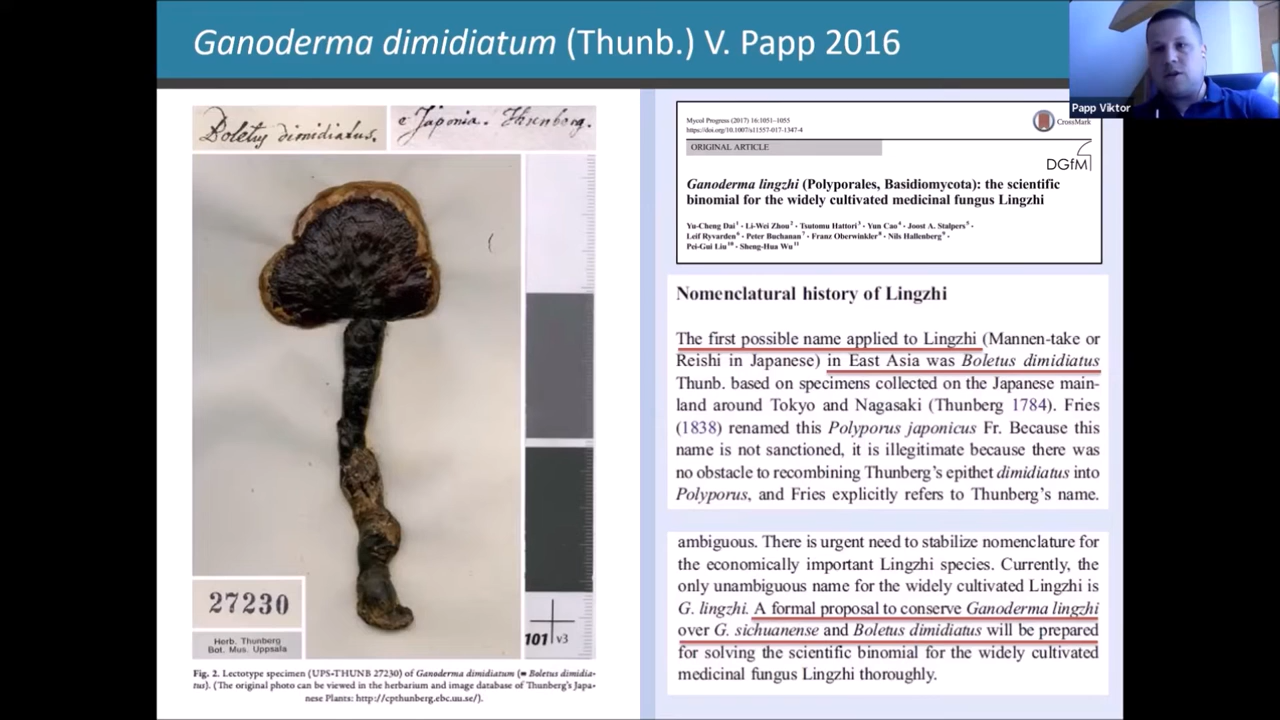 Ganoderma dimidiatum (Thunb.) V. Papp 2016
Papp Viktor
Boletus dimidiatus.
e Japonia. Thunberg.
27230
Herb. Thunberg
Bot. Mus. Uppsala
101 v3
Fig. 2. Lectotype specimen (UPS-THUNB 27230) of Ganoderma dimidiatum (≡ Boletus dimidia-
tus). (The original photo can be viewed in the herbarium and image database of Thunberg's Japa-
nese Plants: http://cpthunberg.ebc.uu.se/).
Mycol Progress (2017) 16:1051–1055
https://doi.org/10.1007/s11557-017-1347-4
CrossMark
ORIGINAL ARTICLE
DGfM
Ganoderma lingzhi (Polyporales, Basidiomycota): the scientific
binomial for the widely cultivated medicinal fungus Lingzhi
Yu-Cheng Dai1 · Li-Wei Zhou2 · Tsutomu Hattori3 · Yun Cao4 · Joost A. Stalpers5 ·
Leif Ryvarden6 · Peter Buchanan7 · Franz Oberwinkler8 · Nils Hallenberg9 ·
Pei-Gui Liu10 · Sheng-Hua Wu11
Nomenclatural history of Lingzhi
The first possible name applied to Lingzhi (Mannen-take or
Reishi in Japanese) in East Asia was Boletus dimidiatus
Thunb. based on specimens collected on the Japanese main-
land around Tokyo and Nagasaki (Thunberg 1784). Fries
(1838) renamed this Polyporus japonicus Fr. Because this
name is not sanctioned, it is illegitimate because there was
no obstacle to recombining Thunberg's epithet dimidiatus into
Polyporus, and Fries explicitly refers to Thunberg's name.
ambiguous. There is urgent need to stabilize nomenclature for
the economically important Lingzhi species. Currently, the
only unambiguous name for the widely cultivated Lingzhi is
G. lingzhi. A formal proposal to conserve Ganoderma lingzhi
over G. sichuanense and Boletus dimidiatus will be prepared
for solving the scientific binomial for the widely cultivated
medicinal fungus Lingzhi thoroughly.